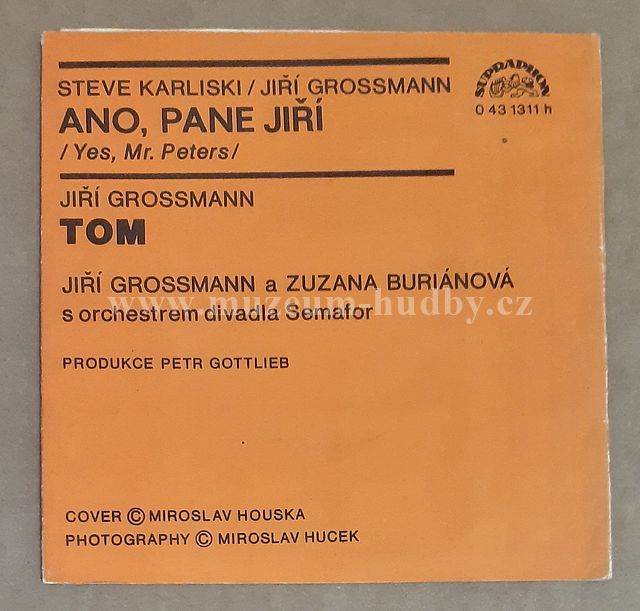 STEVE KARLISKI / JIŘÍ GROSSMANN
ANO, PANE JIŘÍ
/ Yes, Mr. Peters /
SUPRAPHON
0 43 1311 h
JIŘÍ GROSSMANN
TOM
JIŘÍ GROSSMANN a ZUZANA BURIÁNOVÁ
www.muzeum-hudby.cz
s orchestrem divadla Semafor
PRODUKCE PETR GOTTLIEB
COVER © MIROSLAV HOUSKA
PHOTOGRAPHY © MIROSLAV HUCEK